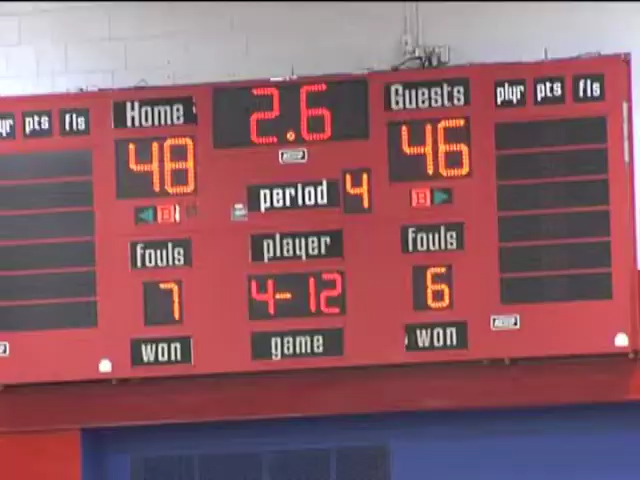 Home 2.6 Guests plyr pts fls
pts fls
48 46
period 4
B B
fouls player fouls
7 4-12 6
won game won